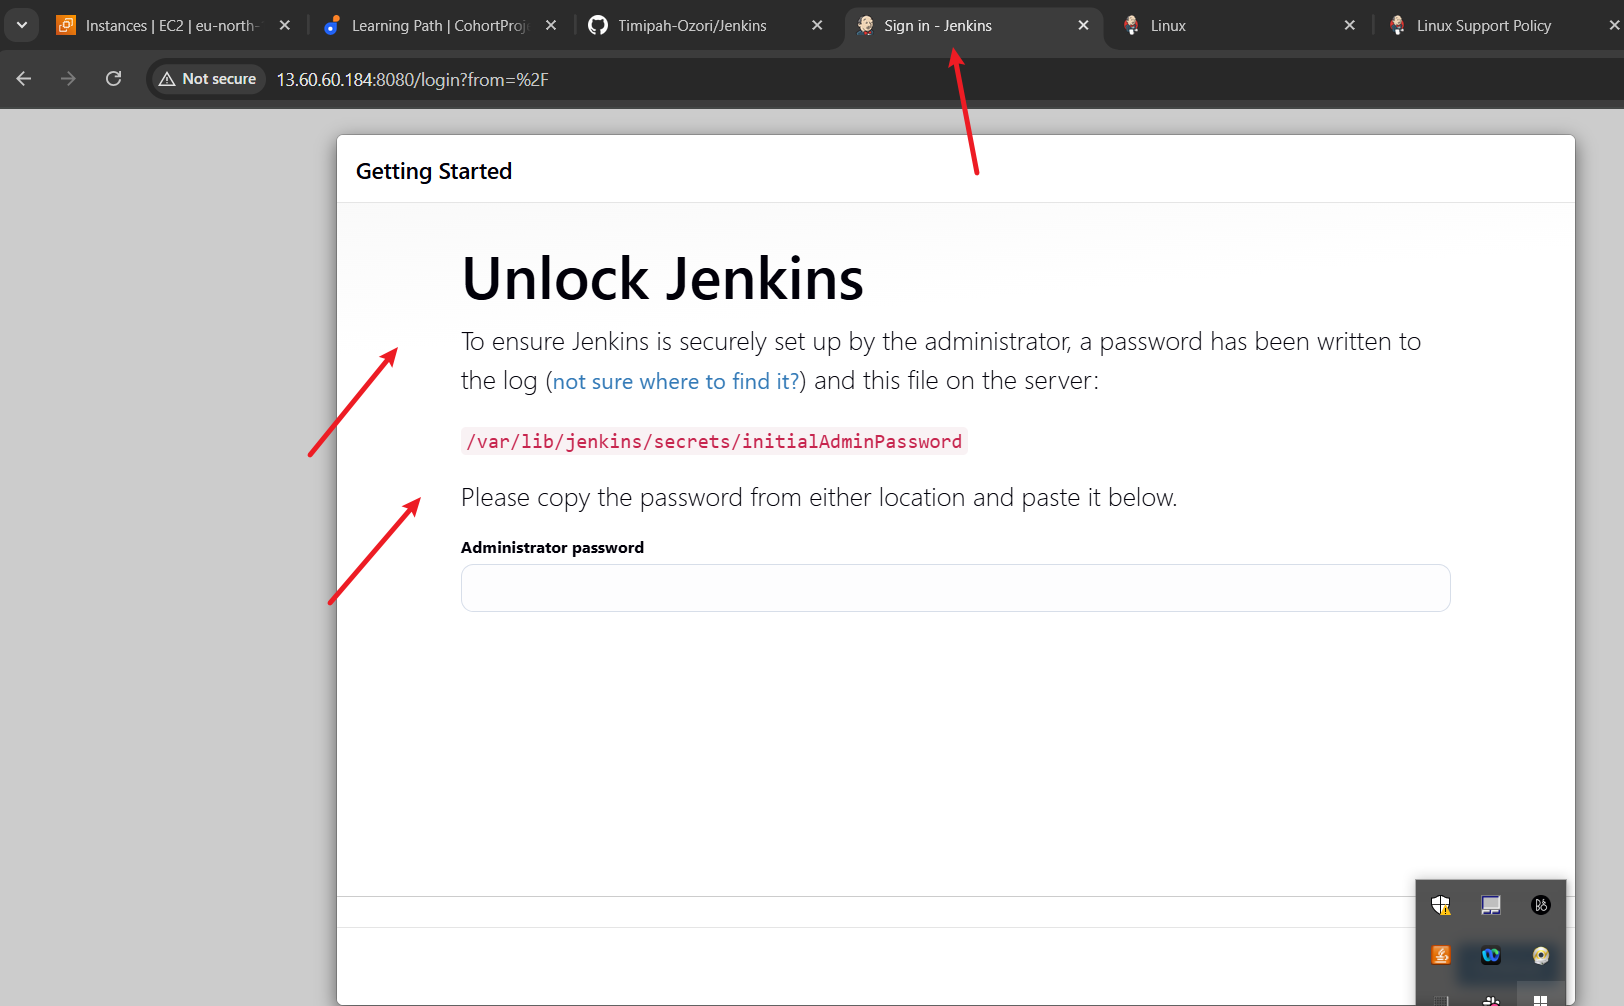 Instances | EC2 | eu-north-
Learning Path | CohortProje
Timipah-Ozori/Jenkins
Sign in - Jenkins
Linux
Linux Support Policy
Not secure
13.60.60.184:8080/login?from=%2F
Getting Started
Unlock Jenkins
To ensure Jenkins is securely set up by the administrator, a password has been written to
the log (not sure where to find it?) and this file on the server:
/var/lib/jenkins/secrets/initialAdminPassword
Please copy the password from either location and paste it below.
Administrator password